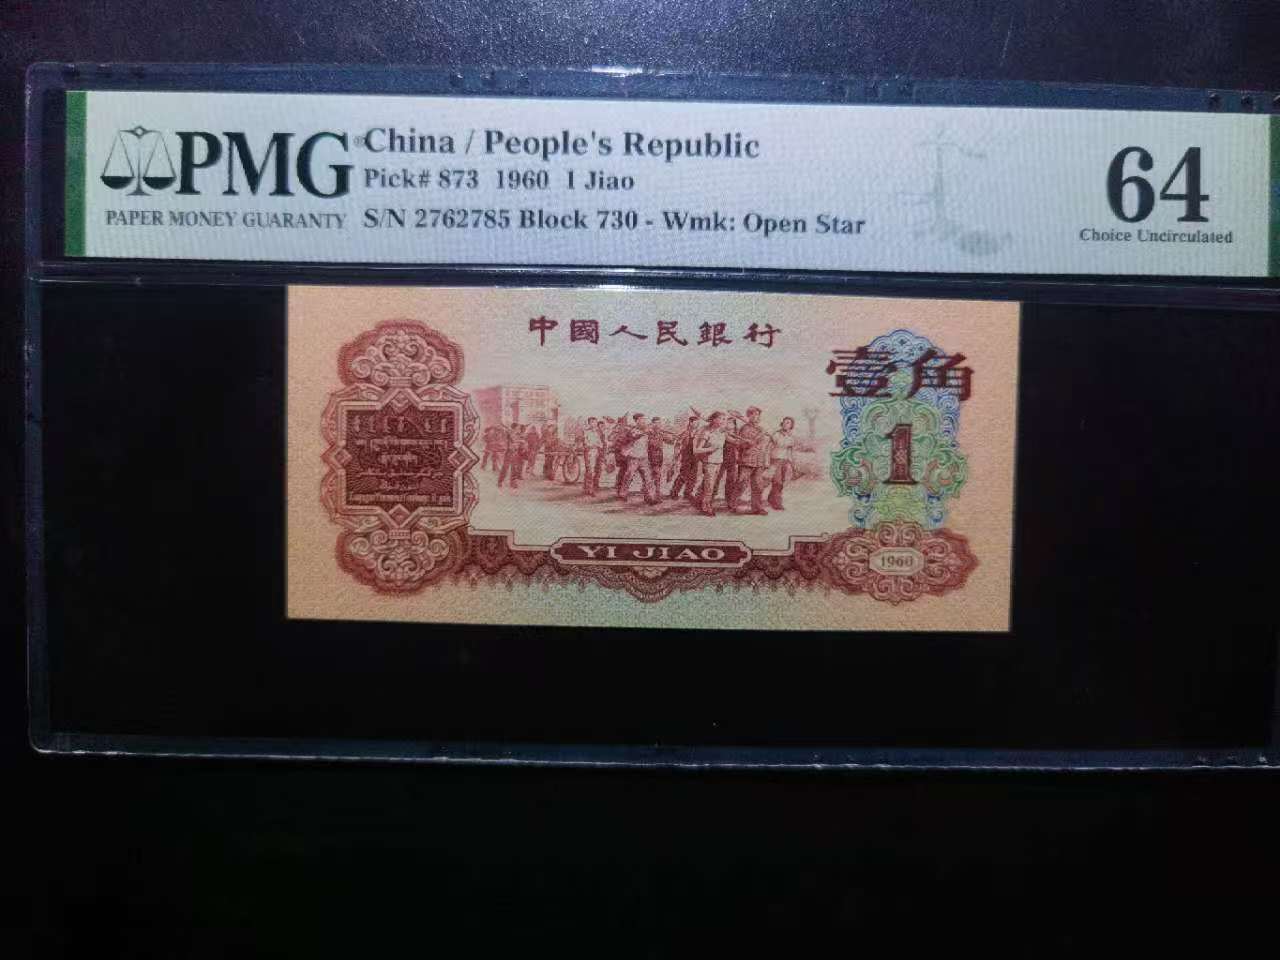 PMG
PAPER MONEY GUARANTY
China / People's Republic
Pick# 873 1960 1 Jiao
S/N 2762785 Block 730 - Wmk: Open Star
64
Choice Uncirculated
中國人民銀行
壹角
1
YI JIAO
1960